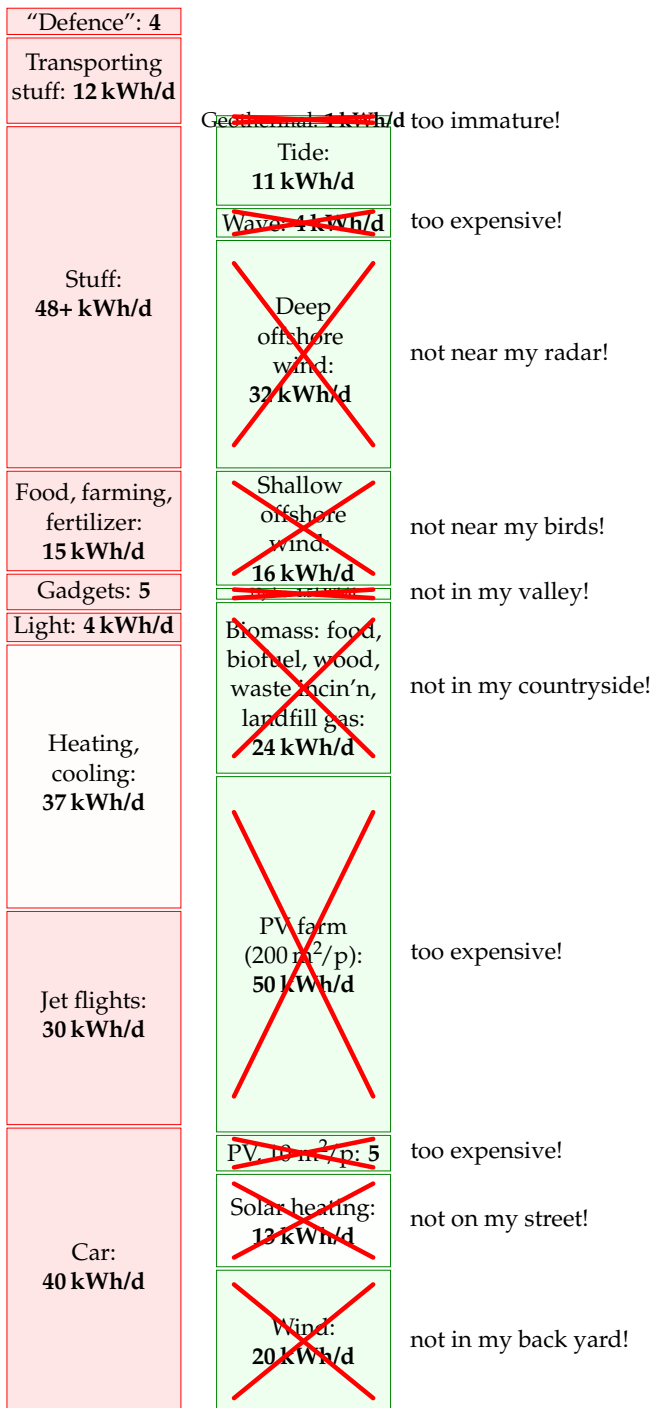 “Defence”: 4
Transporting
stuff: 12 kWh/d
Stuff:
48+ kWh/d
Food, farming,
fertilizer:
15 kWh/d
Gadgets: 5
Light: 4 kWh/d
Heating,
cooling:
37 kWh/d
Jet flights:
30 kWh/d
Car:
40 kWh/d
Geothermal: 1 kWh/d
too immature!
Tide:
11 kWh/d
Wave: 4 kWh/d
too expensive!
Deep
offshore
wind:
32 kWh/d
not near my radar!
Shallow
offshore
wind:
16 kWh/d
not near my birds!
not in my valley!
Biomass: food,
biofuel, wood,
waste incin’n,
landfill gas:
24 kWh/d
not in my countryside!
PV farm
(200 m²/p):
50 kWh/d
too expensive!
PV, 10 m²/p: 5
too expensive!
Solar heating:
13 kWh/d
not on my street!
Wind:
20 kWh/d
not in my back yard!